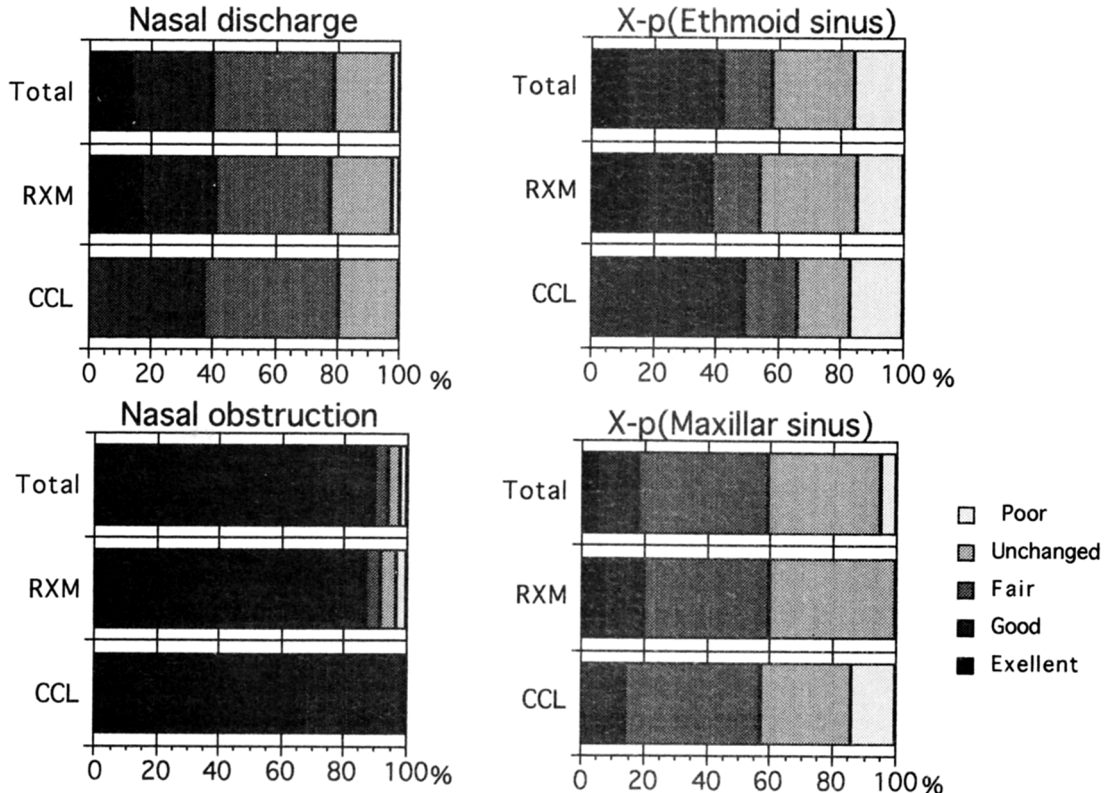 Nasal discharge
Total
RXM
CCL
0 20 40 60 80 100 %
X-p(Ethmoid sinus)
Total
RXM
CCL
0 20 40 60 80 100 %
Nasal obstruction
Total
RXM
CCL
0 20 40 60 80 100%
X-p(Maxillar sinus)
Total
RXM
CCL
0 20 40 60 80 100 %
Poor
Unchanged
Fair
Good
Exellent